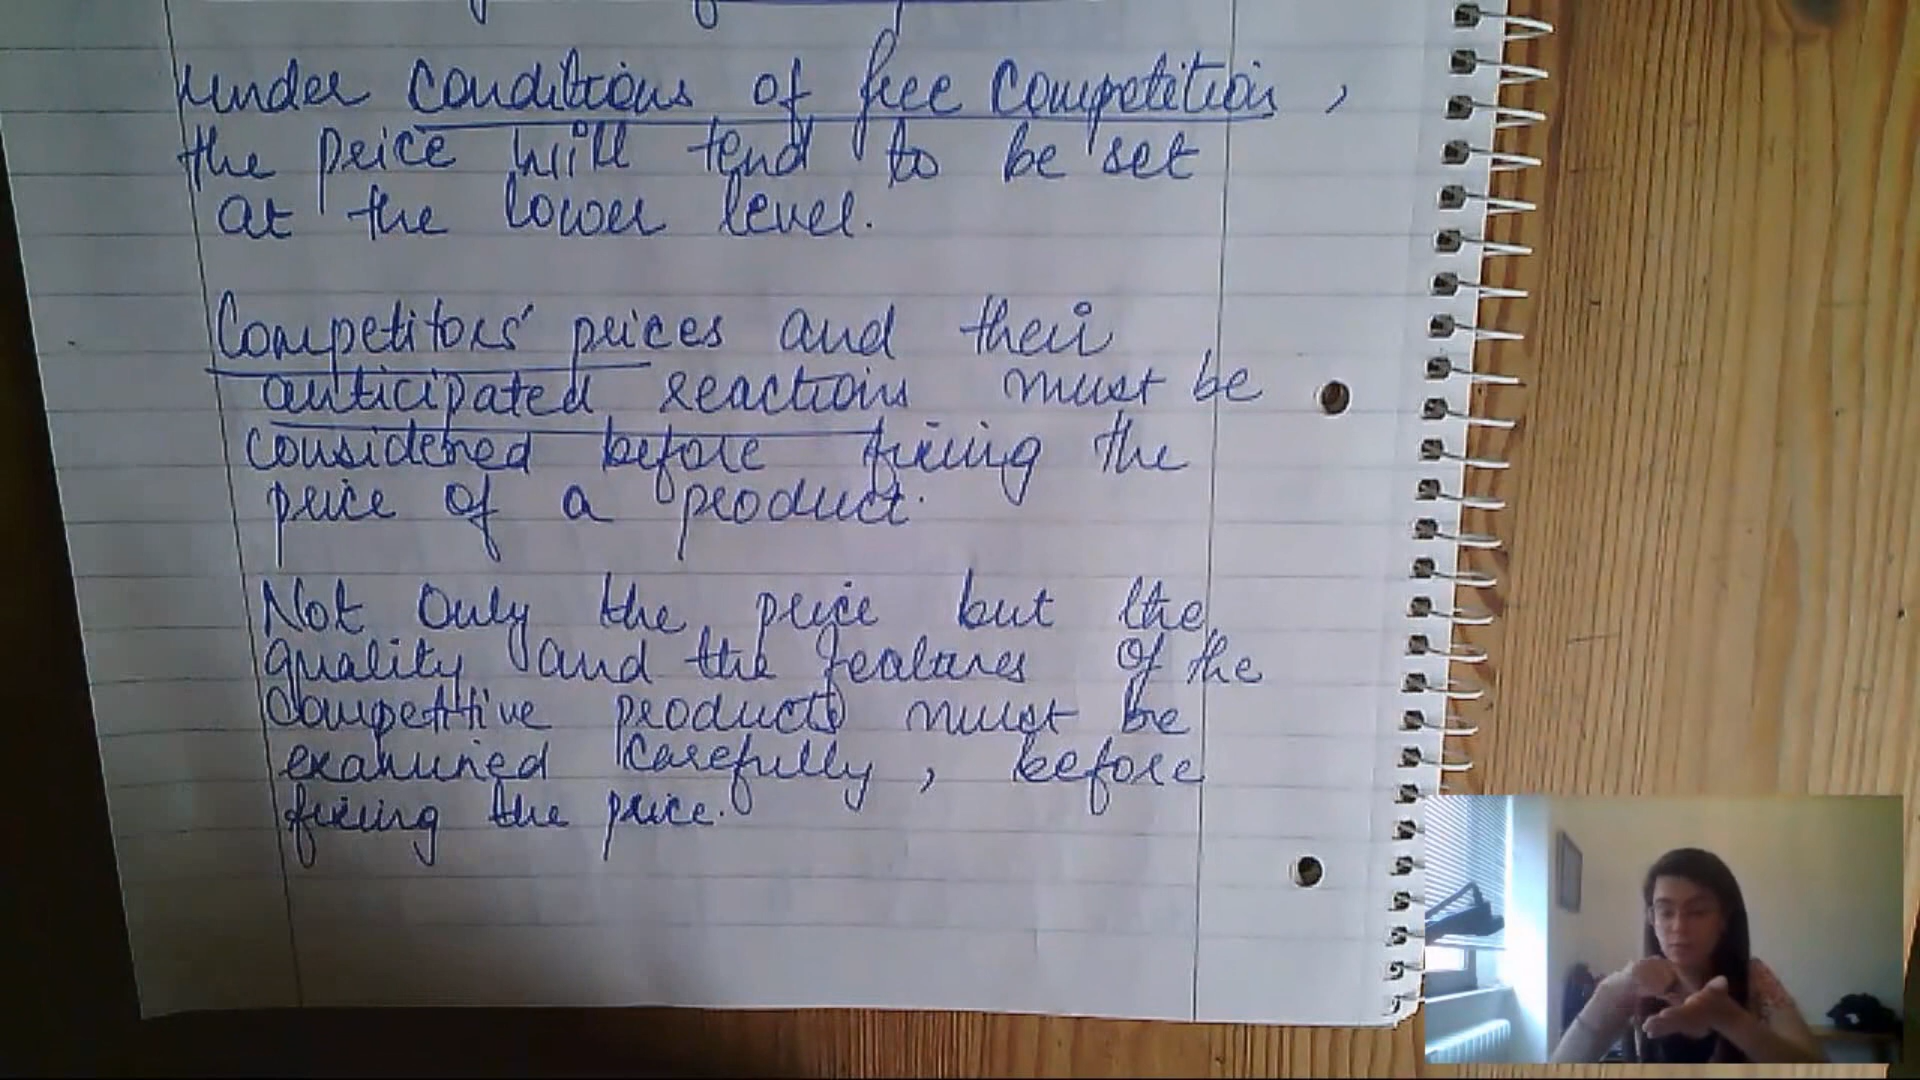 under conditions of free competition,
the price will tend to be set
at the lower level.
Competitors' prices and their
anticipated reactions must be
considered before fixing the
price of a product.
Not only the price but the
quality and the features of the
competitive products must be
examined carefully, before
fixing the price.